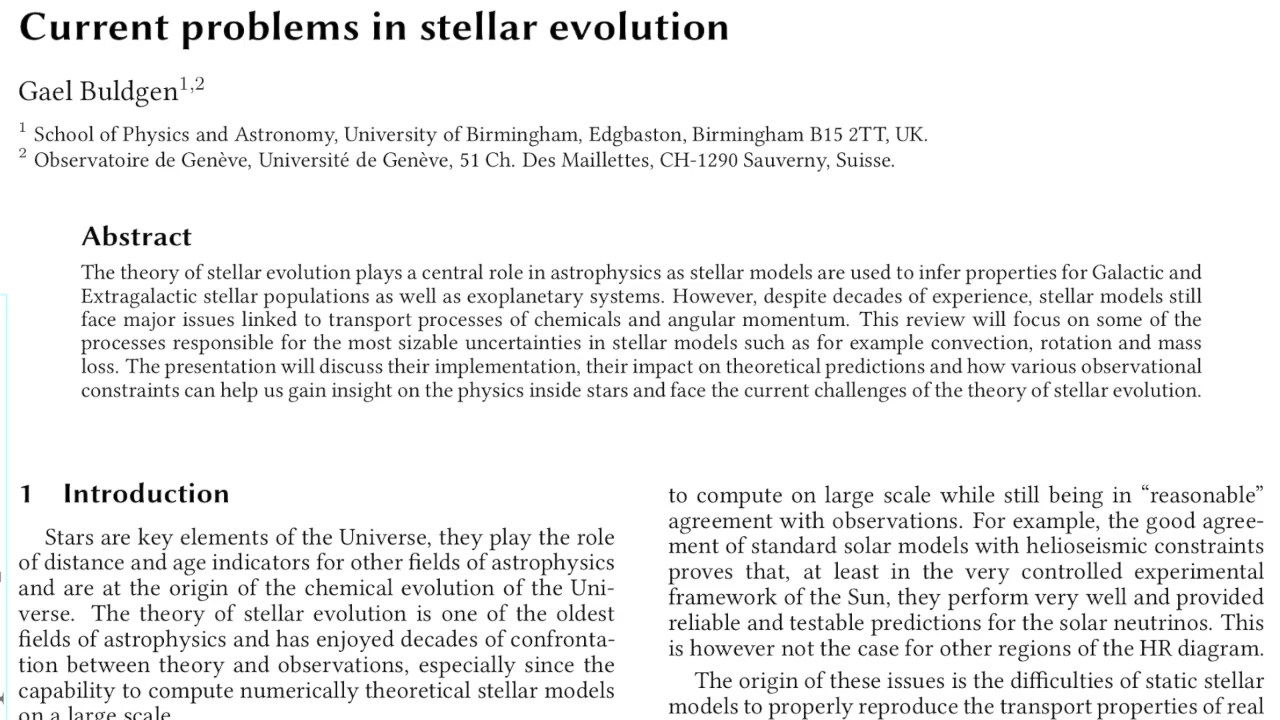 Current problems in stellar evolution
Gael Buldgen1,2
1 School of Physics and Astronomy, University of Birmingham, Edgbaston, Birmingham B15 2TT, UK.
2 Observatoire de Genève, Université de Genève, 51 Ch. Des Maillettes, CH-1290 Sauverny, Suisse.
Abstract
The theory of stellar evolution plays a central role in astrophysics as stellar models are used to infer properties for Galactic and
Extragalactic stellar populations as well as exoplanetary systems. However, despite decades of experience, stellar models still
face major issues linked to transport processes of chemicals and angular momentum. This review will focus on some of the
processes responsible for the most sizable uncertainties in stellar models such as for example convection, rotation and mass
loss. The presentation will discuss their implementation, their impact on theoretical predictions and how various observational
constraints can help us gain insight on the physics inside stars and face the current challenges of the theory of stellar evolution.
1 Introduction
Stars are key elements of the Universe, they play the role
of distance and age indicators for other fields of astrophysics
and are at the origin of the chemical evolution of the Uni-
verse. The theory of stellar evolution is one of the oldest
fields of astrophysics and has enjoyed decades of confronta-
tion between theory and observations, especially since the
capability to compute numerically theoretical stellar models
on a large scale.
to compute on large scale while still being in “reasonable”
agreement with observations. For example, the good agree-
ment of standard solar models with helioseismic constraints
proves that, at least in the very controlled experimental
framework of the Sun, they perform very well and provided
reliable and testable predictions for the solar neutrinos. This
is however not the case for other regions of the HR diagram.
The origin of these issues is the difficulties of static stellar
models to properly reproduce the transport properties of real